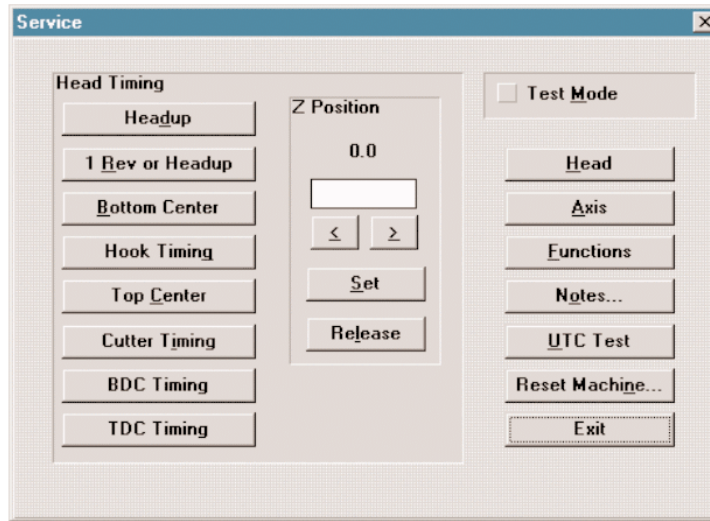 Service
Head Timing
Headup
1 Rev or Headup
Bottom Center
Hook Timing
Top Center
Cutter Timing
BDC Timing
TDC Timing
Z Position
0.0
<
>
Set
Release
Test Mode
Head
Axis
Functions
Notes...
UTC Test
Reset Machine...
Exit